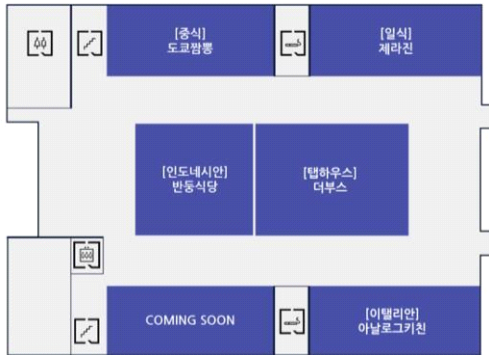 [중식]
도쿄짬뽕
[일식]
제라진
[인도네시안]
반둥식당
[탭하우스]
더부스
COMING SOON
[이탤리안]
아날로그키친